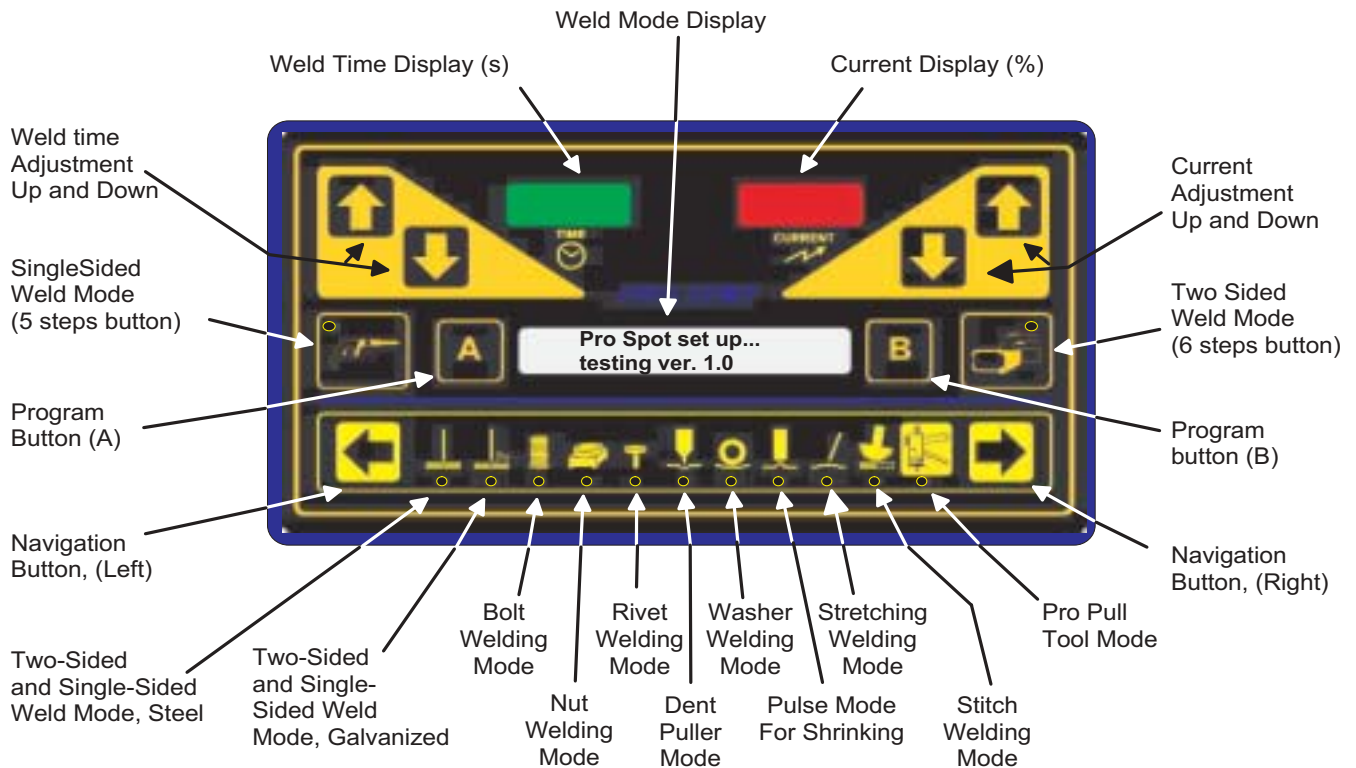 Weld Mode Display
Weld Time Display (s)
Current Display (%)
Weld time
Adjustment
Up and Down
Current
Adjustment
Up and Down
TIME
CURRENT
SingleSided
Weld Mode
(5 steps button)
Two Sided
Weld Mode
(6 steps button)
A
Pro Spot set up...
testing ver. 1.0
B
Program
Button (A)
Program
button (B)
Navigation
Button, (Left)
Navigation
Button, (Right)
Two-Sided
and Single-Sided
Weld Mode, Steel
Two-Sided
and Single-
Sided Weld
Mode, Galvanized
Bolt
Welding
Mode
Nut
Welding
Mode
Rivet
Welding
Mode
Dent
Puller
Mode
Washer
Welding
Mode
Pulse Mode
For Shrinking
Stretching
Welding
Mode
Stitch
Welding
Mode
Pro Pull
Tool Mode